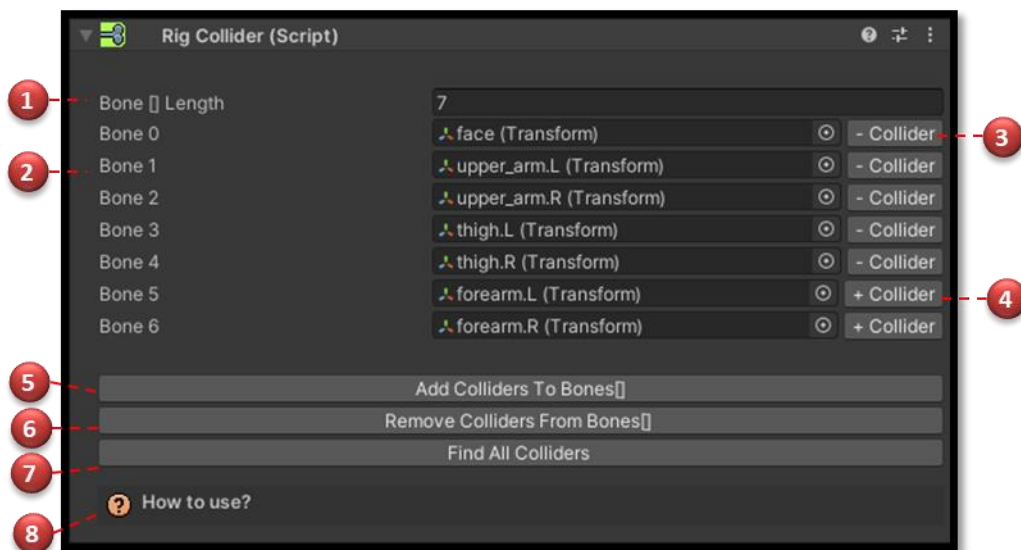 Rig Collider (Script)
1 Bone [] Length 7
Bone 0 face (Transform) - Collider 3
2 Bone 1 upper_arm.L (Transform) - Collider
Bone 2 upper_arm.R (Transform) - Collider
Bone 3 thigh.L (Transform) - Collider
Bone 4 thigh.R (Transform) - Collider
Bone 5 forearm.L (Transform) + Collider 4
Bone 6 forearm.R (Transform) + Collider
5 Add Colliders To Bones[]
6 Remove Colliders From Bones[]
7 Find All Colliders
8 ? How to use?